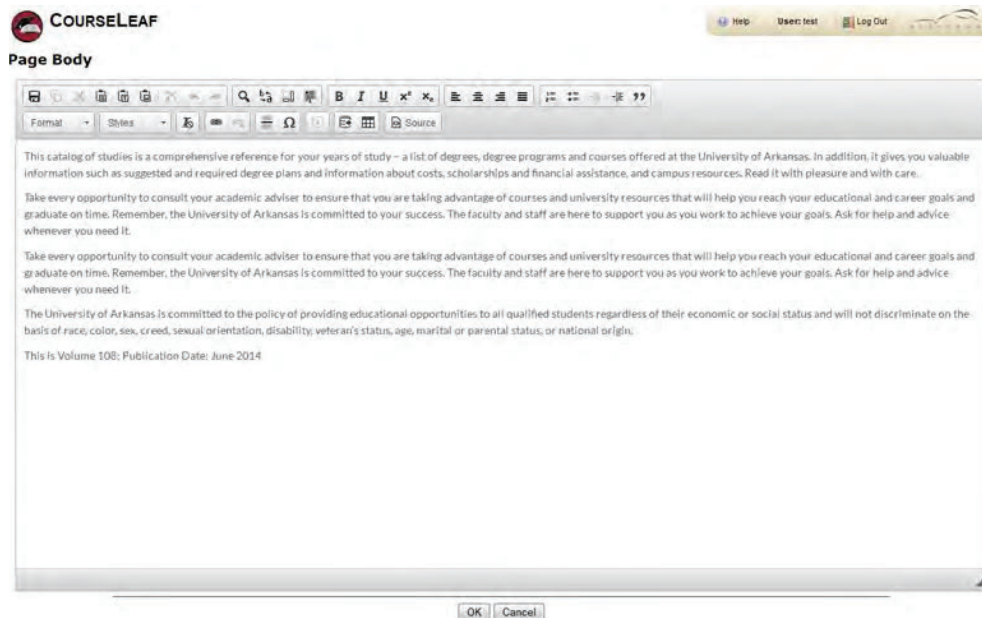 COURSELEAF
Help User: test Log Out
Page Body
B I U x² x₂
Format Styles Ω Source
This catalog of studies is a comprehensive reference for your years of study – a list of degrees, degree programs and courses offered at the University of Arkansas. In addition, it gives you valuable
information such as suggested and required degree plans and information about costs, scholarships and financial assistance, and campus resources. Read it with pleasure and with care.
Take every opportunity to consult your academic adviser to ensure that you are taking advantage of courses and university resources that will help you reach your educational and career goals and
graduate on time. Remember, the University of Arkansas is committed to your success. The faculty and staff are here to support you as you work to achieve your goals. Ask for help and advice
whenever you need it.
Take every opportunity to consult your academic adviser to ensure that you are taking advantage of courses and university resources that will help you reach your educational and career goals and
graduate on time. Remember, the University of Arkansas is committed to your success. The faculty and staff are here to support you as you work to achieve your goals. Ask for help and advice
whenever you need it.
The University of Arkansas is committed to the policy of providing educational opportunities to all qualified students regardless of their economic or social status and will not discriminate on the
basis of race, color, sex, creed, sexual orientation, disability, veteran's status, age, marital or parental status, or national origin.
This is Volume 108; Publication Date: June 2014
OK Cancel